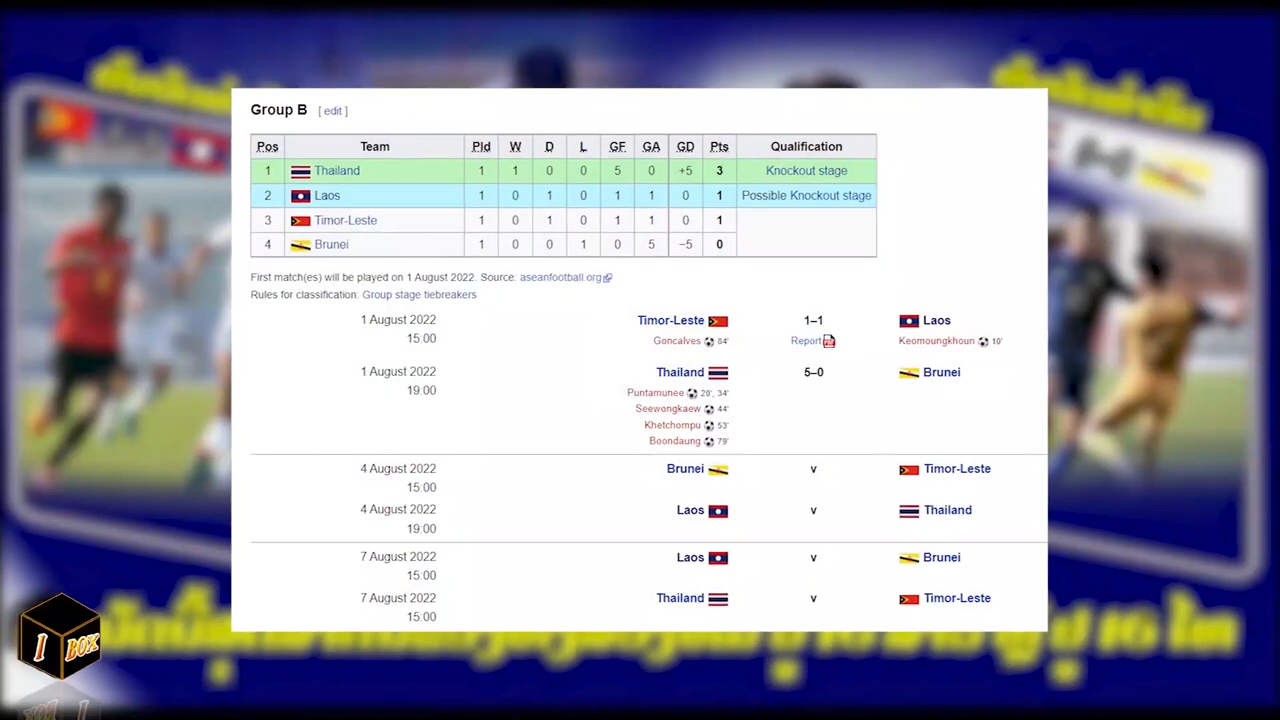 Group B [ edit ]
Pos Team Pld W D L GF GA GD Pts Qualification
1 Thailand 1 1 0 0 5 0 +5 3 Knockout stage
2 Laos 1 0 1 0 1 1 0 1 Possible Knockout stage
3 Timor-Leste 1 0 1 0 1 1 0 1
4 Brunei 1 0 0 1 0 5 −5 0
First match(es) will be played on 1 August 2022. Source: aseanfootball.org
Rules for classification: Group stage tiebreakers
1 August 2022 Timor-Leste 1–1 Laos
15:00 Goncalves 84' Report Keomoungkhoun 10'
1 August 2022 Thailand 5–0 Brunei
19:00 Puntamunee 20', 34'
Seewongkaew 44'
Khetchompu 53'
Boondaung 79'
4 August 2022 Brunei v Timor-Leste
15:00
4 August 2022 Laos v Thailand
19:00
7 August 2022 Laos v Brunei
15:00
7 August 2022 Thailand v Timor-Leste
15:00
1 BOX